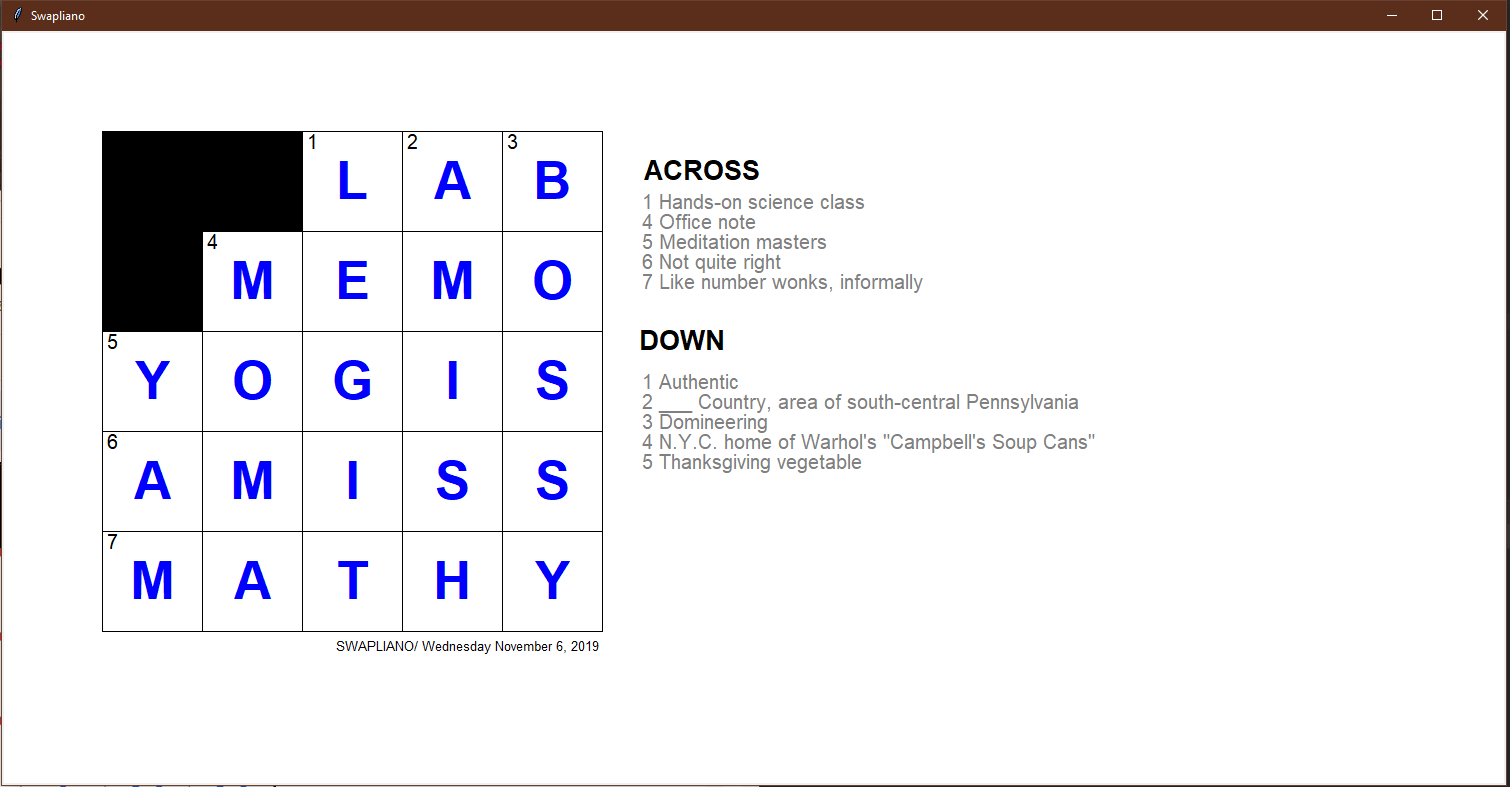 Swapliano
1 L 2 A 3 B
4 M E M O
5 Y O G I S
6 A M I S S
7 M A T H Y
SWAPLIANO/ Wednesday November 6, 2019
ACROSS
1 Hands-on science class
4 Office note
5 Meditation masters
6 Not quite right
7 Like number wonks, informally
DOWN
1 Authentic
2 ___ Country, area of south-central Pennsylvania
3 Domineering
4 N.Y.C. home of Warhol's "Campbell's Soup Cans"
5 Thanksgiving vegetable